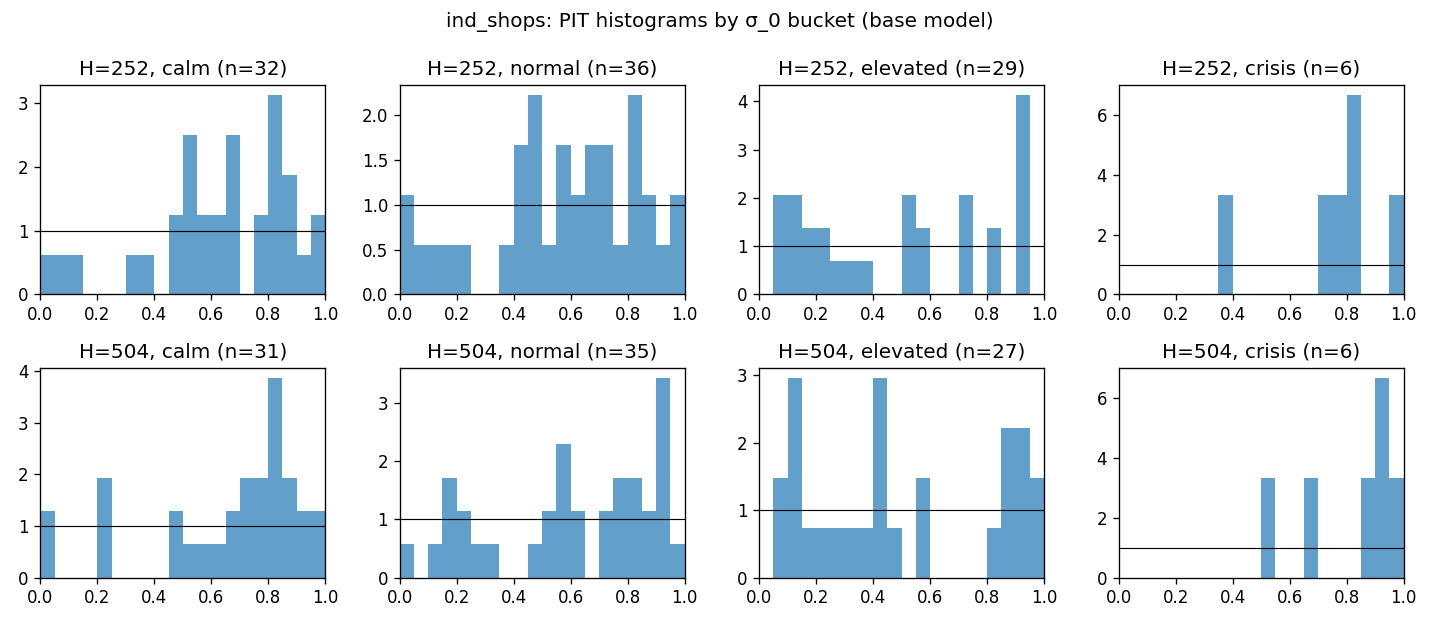 ind_shops: PIT histograms by σ_0 bucket (base model)
H=252, calm (n=32)
3
2
1
0
0.0 0.2 0.4 0.6 0.8 1.0
H=252, normal (n=36)
2.0
1.5
1.0
0.5
0.0
0.0 0.2 0.4 0.6 0.8 1.0
H=252, elevated (n=29)
4
3
2
1
0
0.0 0.2 0.4 0.6 0.8 1.0
H=252, crisis (n=6)
6
4
2
0
0.0 0.2 0.4 0.6 0.8 1.0
H=504, calm (n=31)
4
3
2
1
0
0.0 0.2 0.4 0.6 0.8 1.0
H=504, normal (n=35)
3
2
1
0
0.0 0.2 0.4 0.6 0.8 1.0
H=504, elevated (n=27)
3
2
1
0
0.0 0.2 0.4 0.6 0.8 1.0
H=504, crisis (n=6)
6
4
2
0
0.0 0.2 0.4 0.6 0.8 1.0